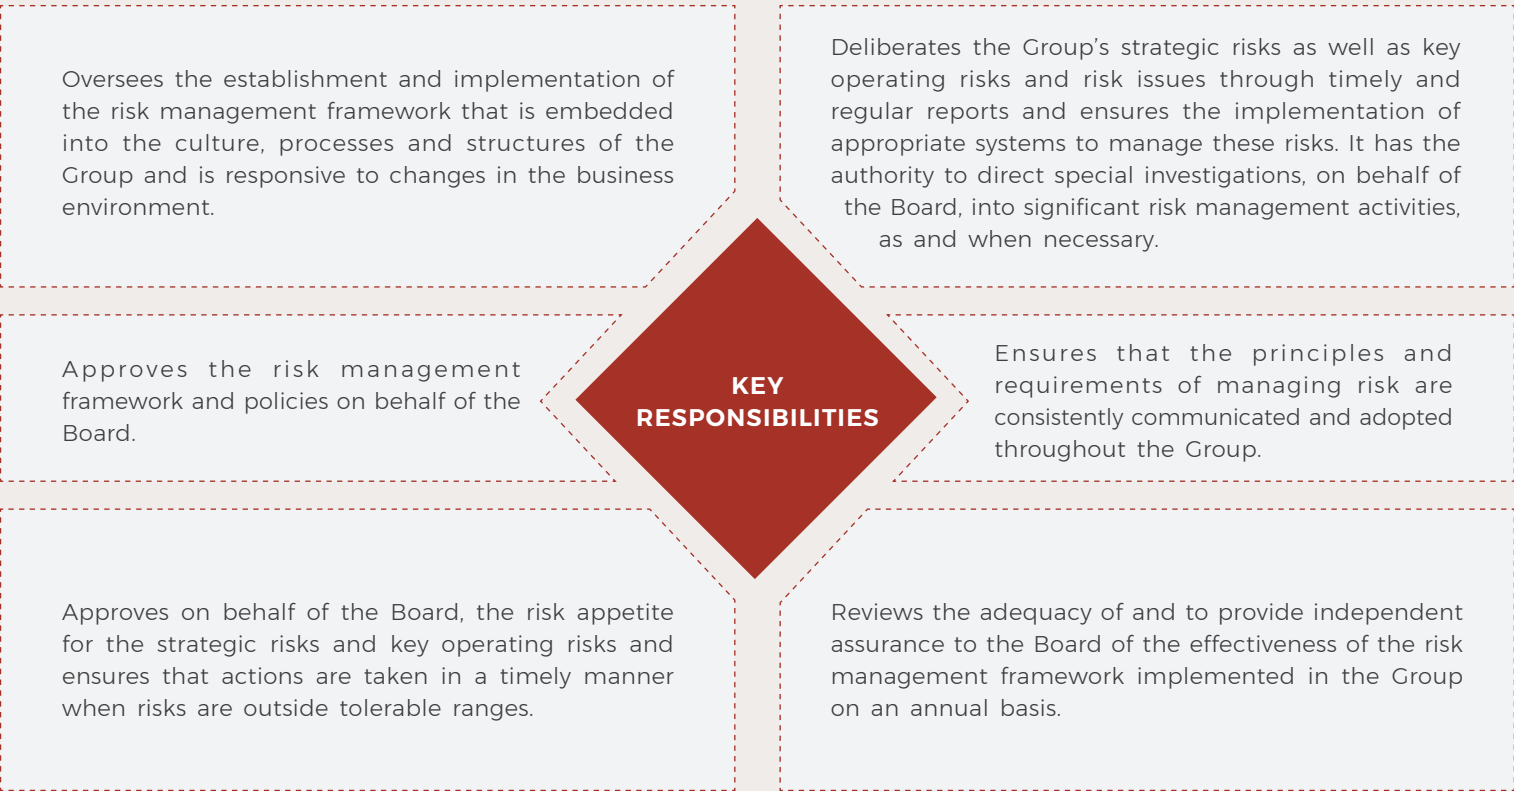 Oversees the establishment and implementation of
the risk management framework that is embedded
into the culture, processes and structures of the
Group and is responsive to changes in the business
environment.
Deliberates the Group’s strategic risks as well as key
operating risks and risk issues through timely and
regular reports and ensures the implementation of
appropriate systems to manage these risks. It has the
authority to direct special investigations, on behalf of
the Board, into significant risk management activities,
as and when necessary.
Approves the risk management
framework and policies on behalf of the
Board.
KEY
RESPONSIBILITIES
Ensures that the principles and
requirements of managing risk are
consistently communicated and adopted
throughout the Group.
Approves on behalf of the Board, the risk appetite
for the strategic risks and key operating risks and
ensures that actions are taken in a timely manner
when risks are outside tolerable ranges.
Reviews the adequacy of and to provide independent
assurance to the Board of the effectiveness of the risk
management framework implemented in the Group
on an annual basis.